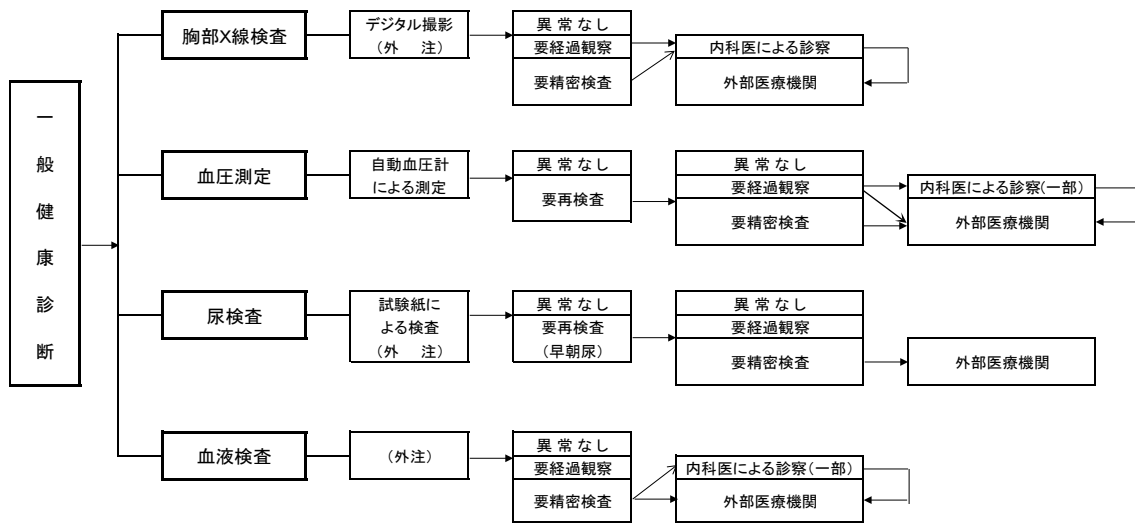 一般健康診断
胸部X線検査
デジタル撮影
(外　注)
異 常 な し
要経過観察
要精密検査
内科医による診察
外部医療機関
血圧測定
自動血圧計
による測定
異 常 な し
要再検査
異 常 な し
要経過観察
要精密検査
内科医による診察(一部)
外部医療機関
尿検査
試験紙に
よる検査
(外　注)
異 常 な し
要再検査
(早朝尿)
異 常 な し
要経過観察
要精密検査
外部医療機関
血液検査
(外注)
異 常 な し
要経過観察
要精密検査
内科医による診察(一部)
外部医療機関